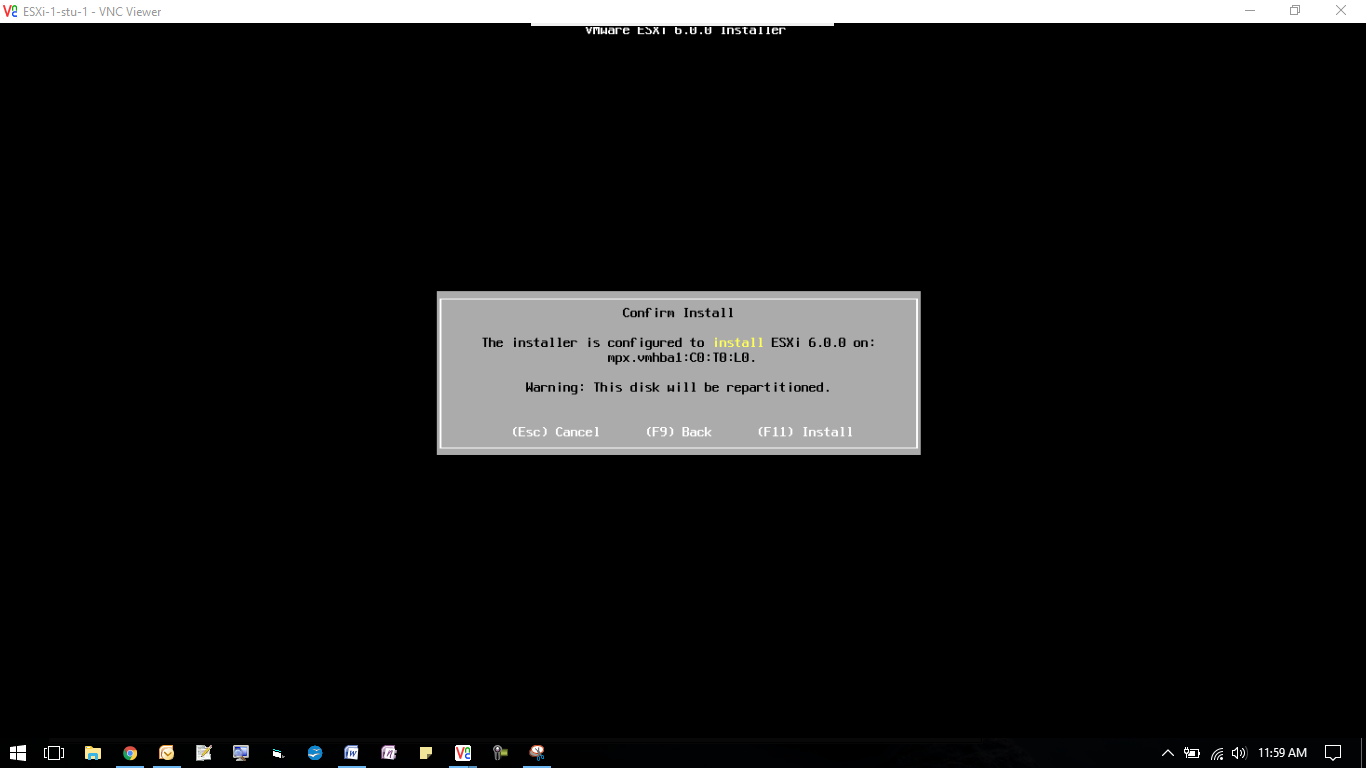 ESXi-1-stu-1 - VNC Viewer
VMware ESXi 6.0.0 Installer
Confirm Install
The installer is configured to install ESXi 6.0.0 on:
mpx.vmhba1:C0:T0:L0.
Warning: This disk will be repartitioned.
(Esc) Cancel (F9) Back (F11) Install
11:59 AM